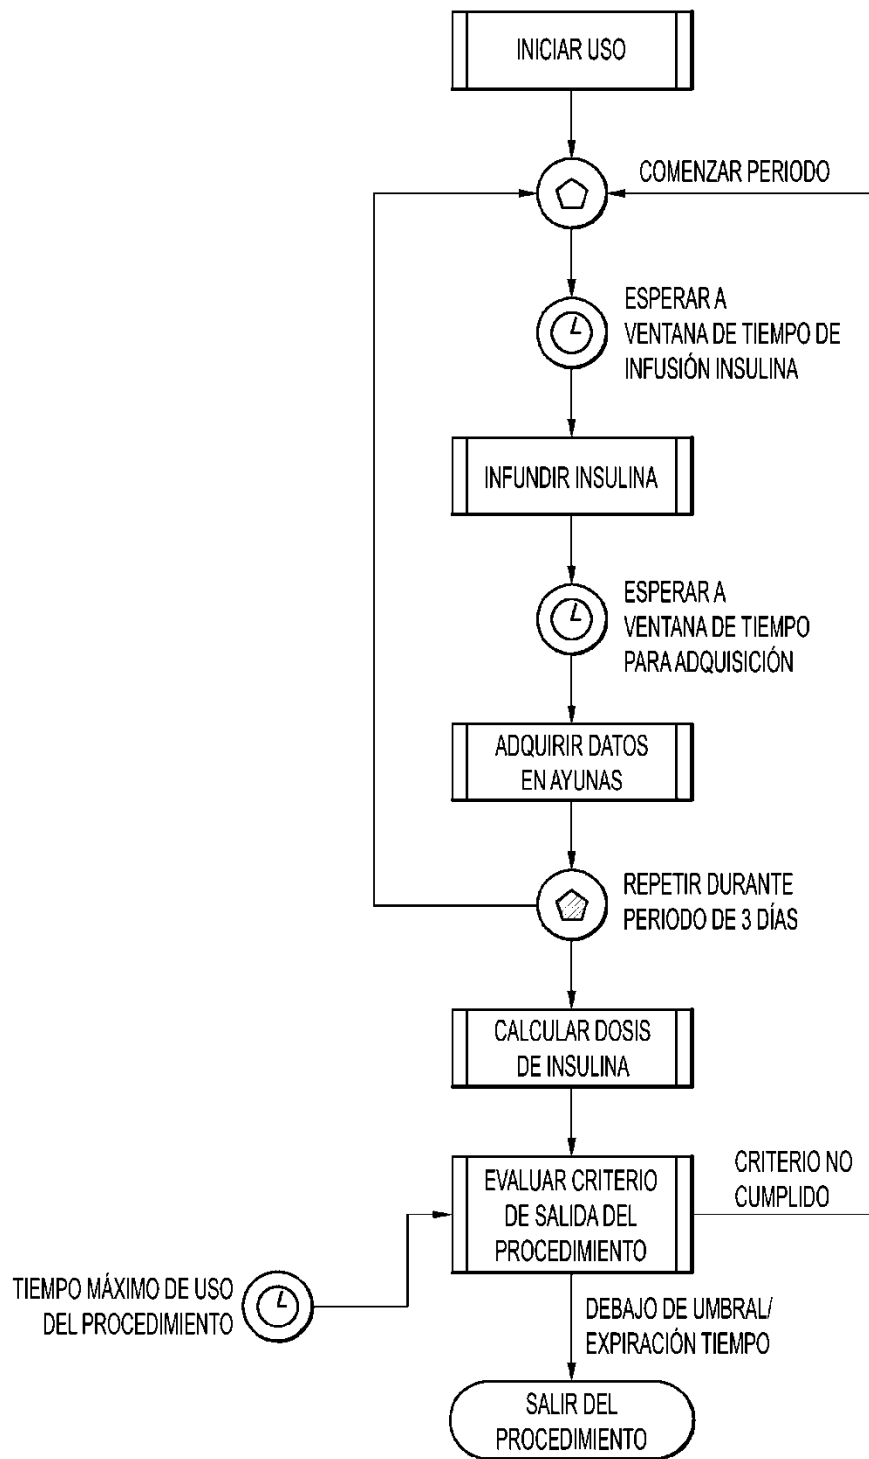 INICIAR USO
COMENZAR PERIODO
ESPERAR A
VENTANA DE TIEMPO DE
INFUSIÓN INSULINA
INFUNDIR INSULINA
ESPERAR A
VENTANA DE TIEMPO
PARA ADQUISICIÓN
ADQUIRIR DATOS
EN AYUNAS
REPETIR DURANTE
PERIODO DE 3 DÍAS
CALCULAR DOSIS
DE INSULINA
EVALUAR CRITERIO
DE SALIDA DEL
PROCEDIMIENTO
CRITERIO NO
CUMPLIDO
TIEMPO MÁXIMO DE USO
DEL PROCEDIMIENTO
DEBAJO DE UMBRAL/
EXPIRACIÓN TIEMPO
SALIR DEL
PROCEDIMIENTO